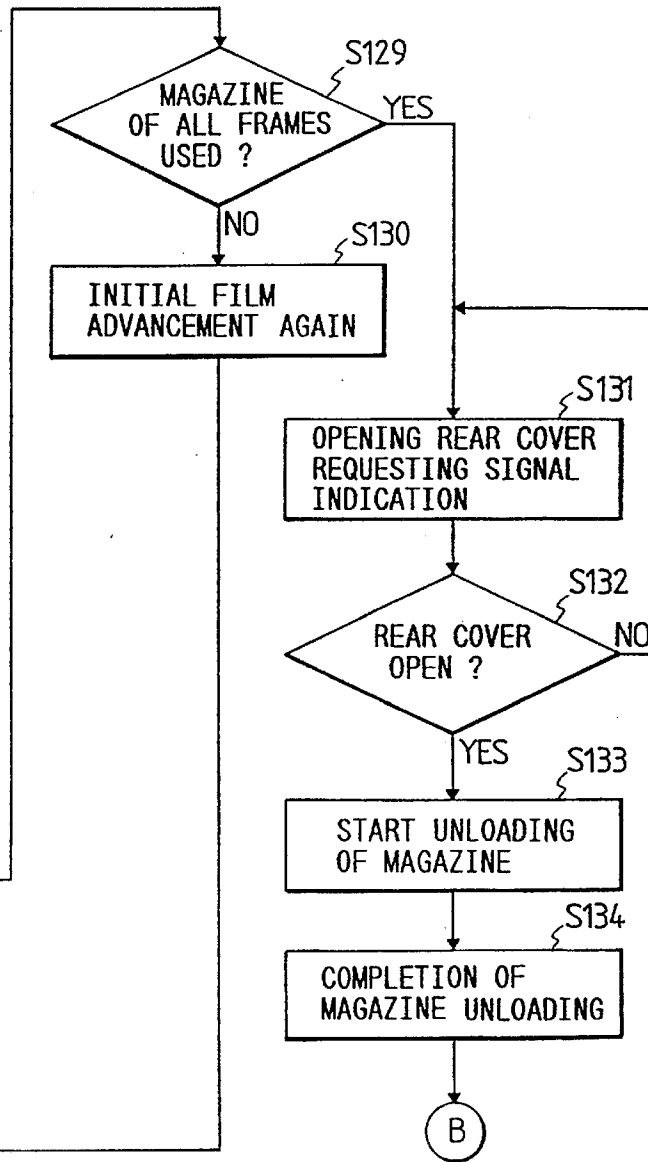 S129
MAGAZINE
OF ALL FRAMES
USED ?
YES
NO
S130
INITIAL FILM
ADVANCEMENT AGAIN
S131
OPENING REAR COVER
REQUESTING SIGNAL
INDICATION
S132
REAR COVER
OPEN ?
NO
YES
S133
START UNLOADING
OF MAGAZINE
S134
COMPLETION OF
MAGAZINE UNLOADING
B